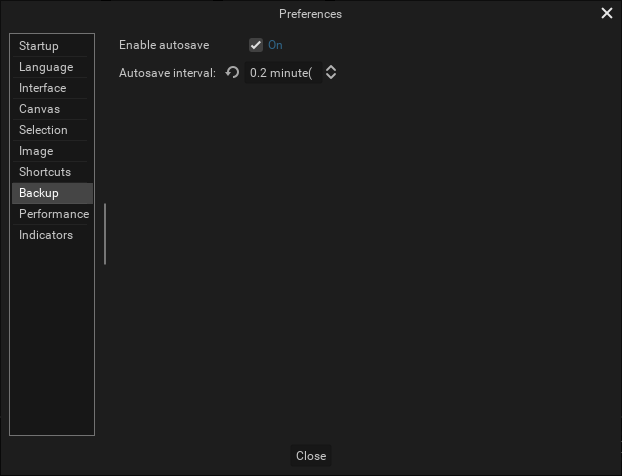 Preferences
Startup
Language
Interface
Canvas
Selection
Image
Shortcuts
Backup
Performance
Indicators
Enable autosave On
Autosave interval: 0.2 minute(
Close